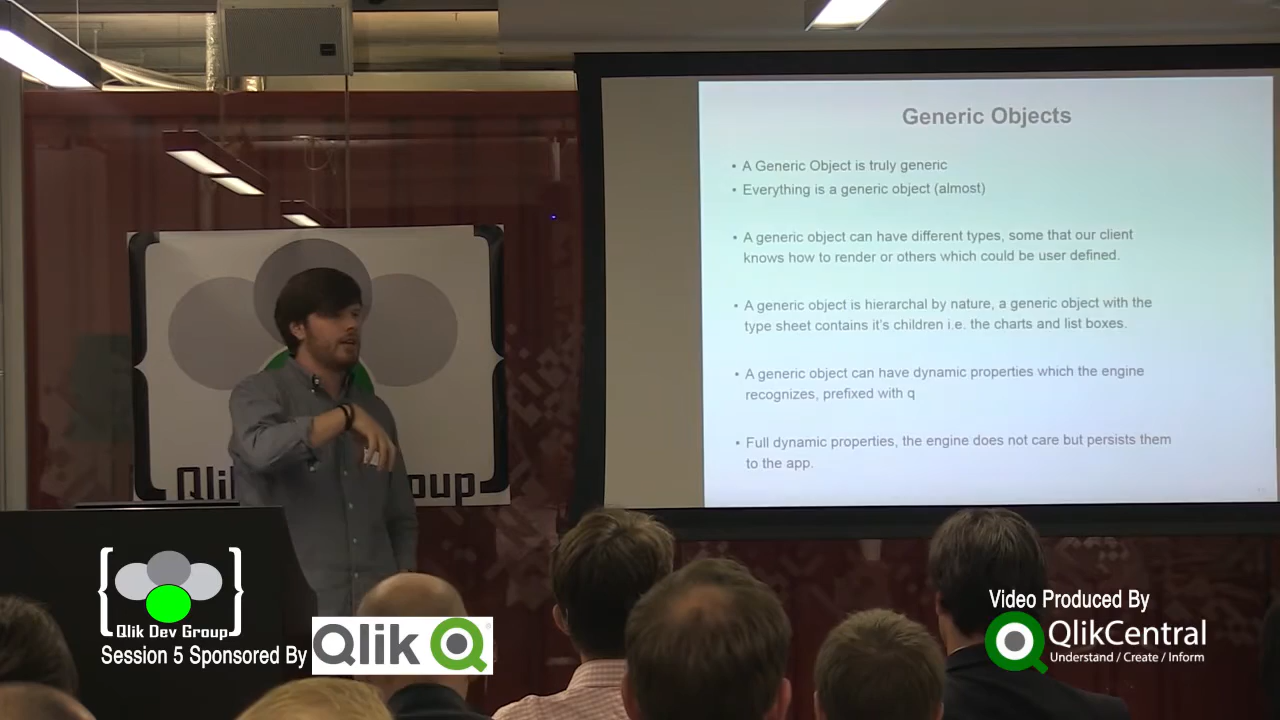 Generic Objects
• A Generic Object is truly generic
• Everything is a generic object (almost)
• A generic object can have different types, some that our client
knows how to render or others which could be user defined.
• A generic object is hierarchal by nature, a generic object with the
type sheet contains it's children i.e. the charts and list boxes.
• A generic object can have dynamic properties which the engine
recognizes, prefixed with q
• Full dynamic properties, the engine does not care but persists them
to the app.
Qli oup
Qlik Dev Group
Session 5 Sponsored By
Qlik
Video Produced By
QlikCentral
Understand / Create / Inform